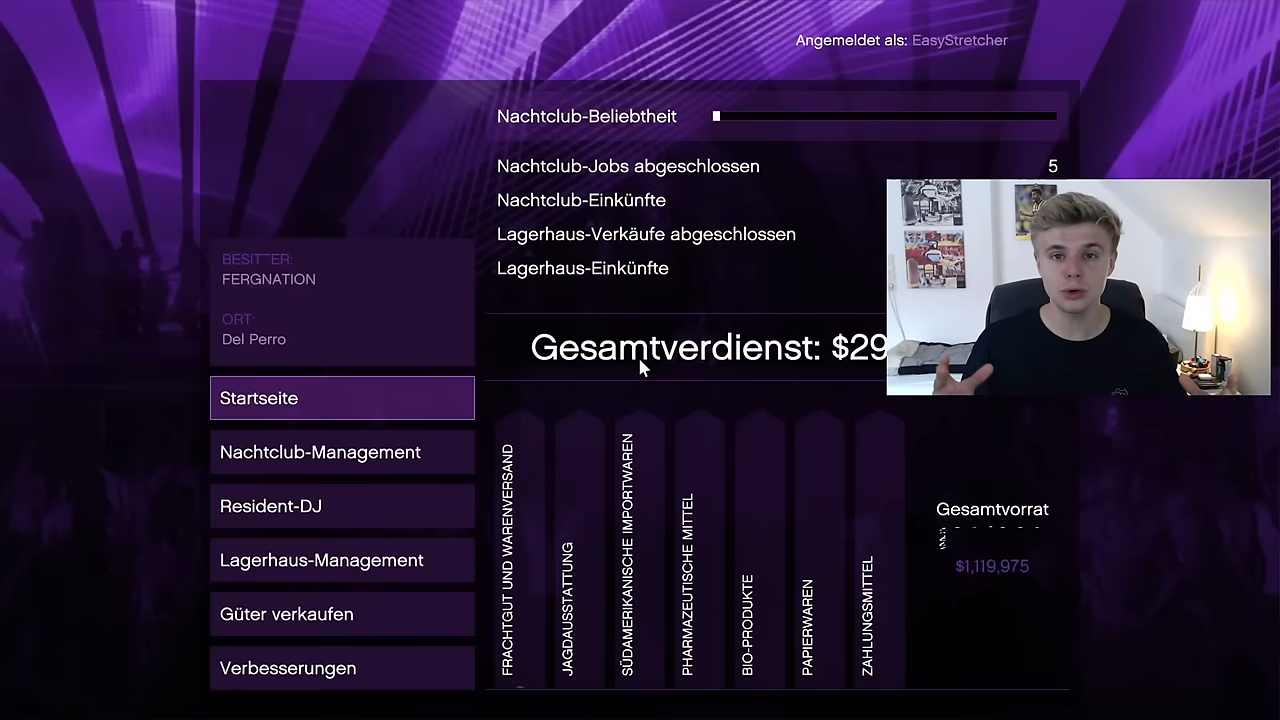 Angemeldet als: EasyStretcher
Nachtclub-Beliebtheit
Nachtclub-Jobs abgeschlossen 5
Nachtclub-Einkünfte
Lagerhaus-Verkäufe abgeschlossen
Lagerhaus-Einkünfte
BESITZER:
FERGNATION
ORT:
Del Perro
Gesamtverdienst: $29
Startseite
Nachtclub-Management
Resident-DJ
Lagerhaus-Management
Güter verkaufen
Verbesserungen
FRACHTGUT UND WARENVERSAND
JAGDAUSSTATTUNG
SÜDAMERIKANISCHE IMPORTWAREN
PHARMAZEUTISCHE MITTEL
BIO-PRODUKTE
PAPIERWAREN
ZAHLUNGSMITTEL
Gesamtvorrat
$1,119,975